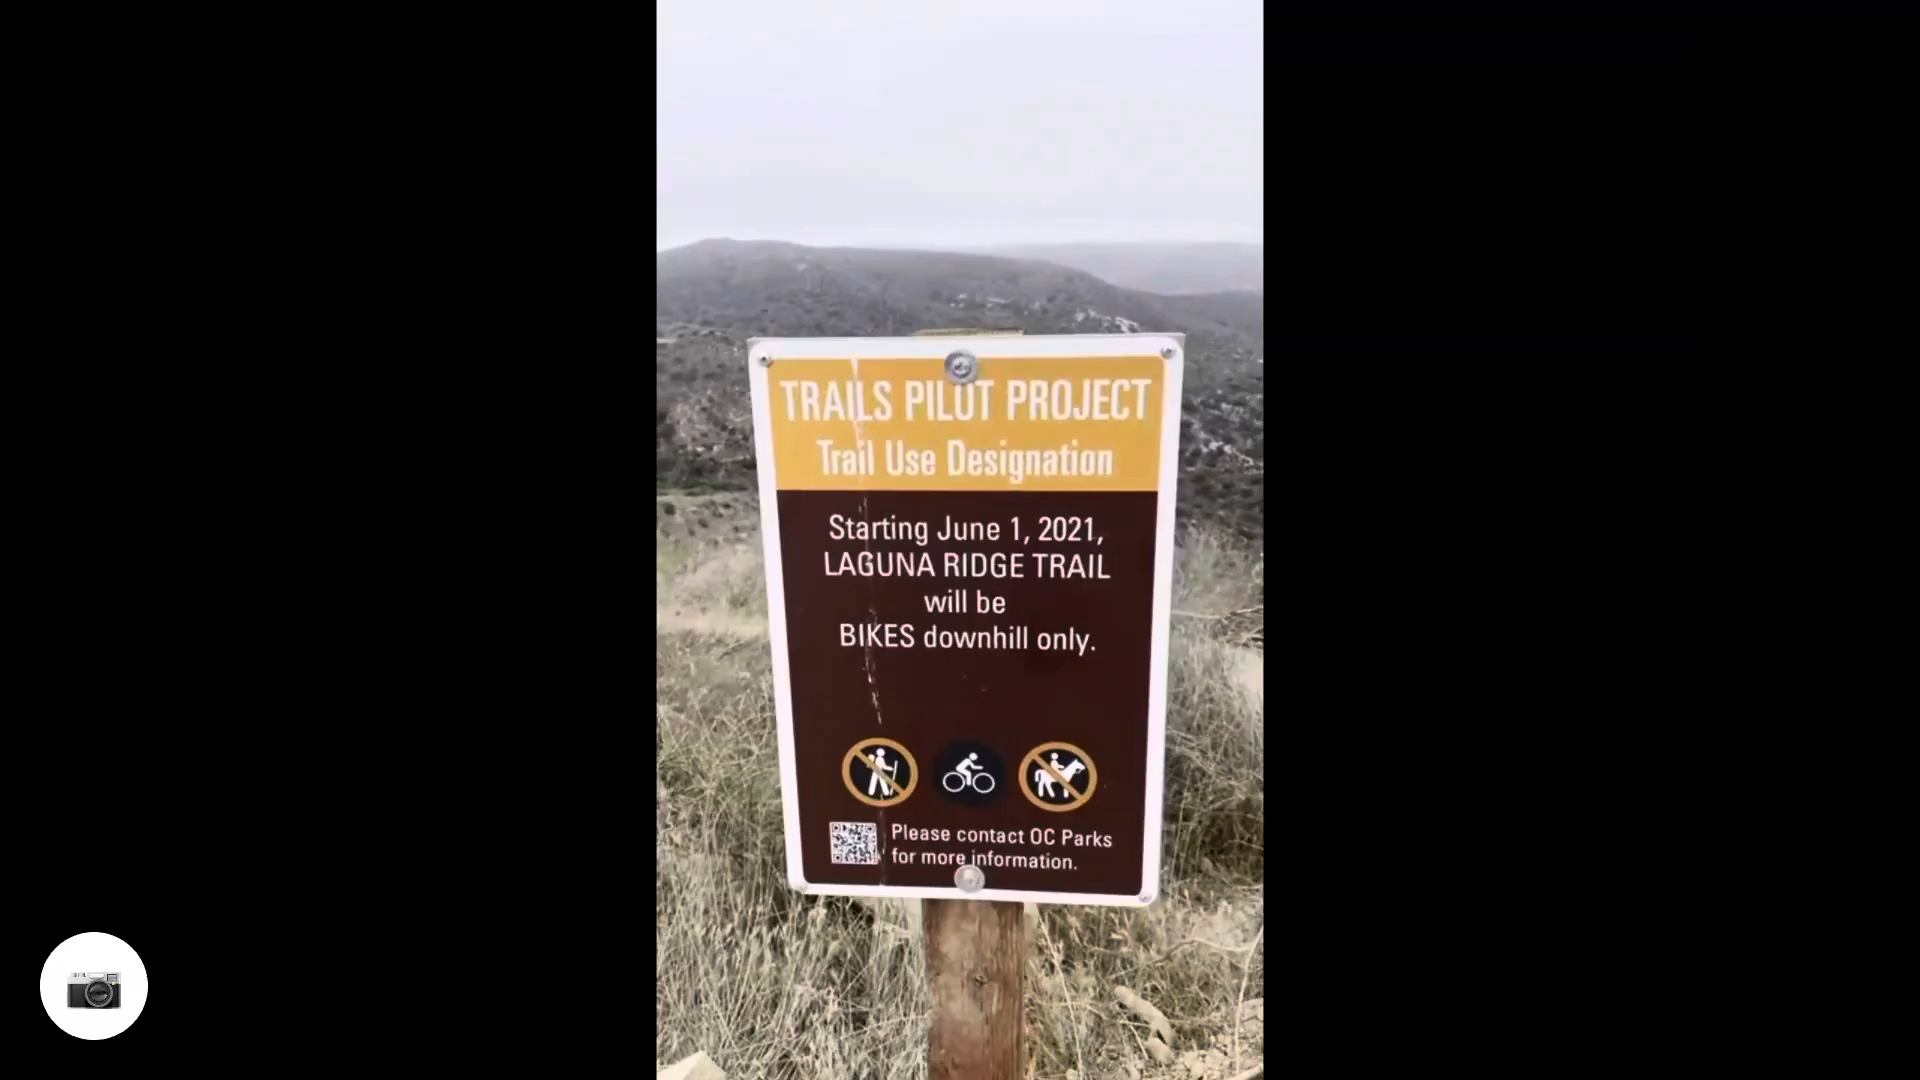 TRAILS PILOT PROJECT
Trail Use Designation
Starting June 1, 2021,
LAGUNA RIDGE TRAIL
will be
BIKES downhill only.
Please contact OC Parks
for more information.